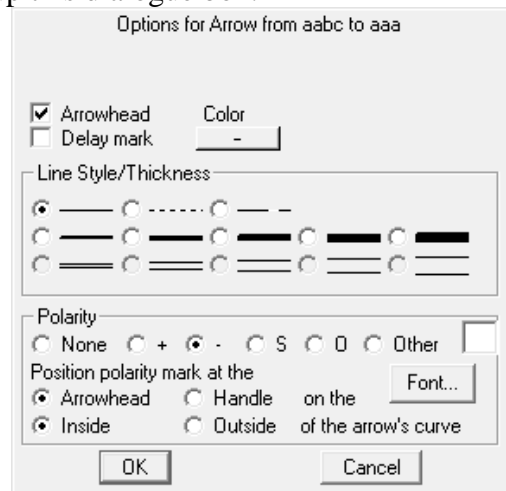 Options for Arrow from aabc to aaa
Arrowhead Color
Delay mark -
Line Style/Thickness
Polarity
None + - S O Other
Position polarity mark at the
Font...
Arrowhead Handle on the
Inside Outside of the arrow's curve
OK Cancel